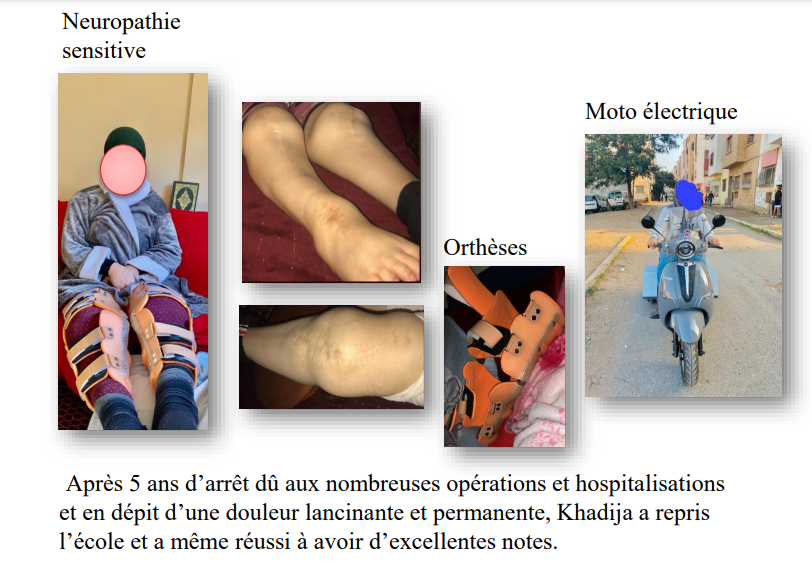 Neuropathie
sensitive
Moto électrique
Orthèses
Après 5 ans d’arrêt dû aux nombreuses opérations et hospitalisations
et en dépit d’une douleur lancinante et permanente, Khadija a repris
l’école et a même réussi à avoir d’excellentes notes.